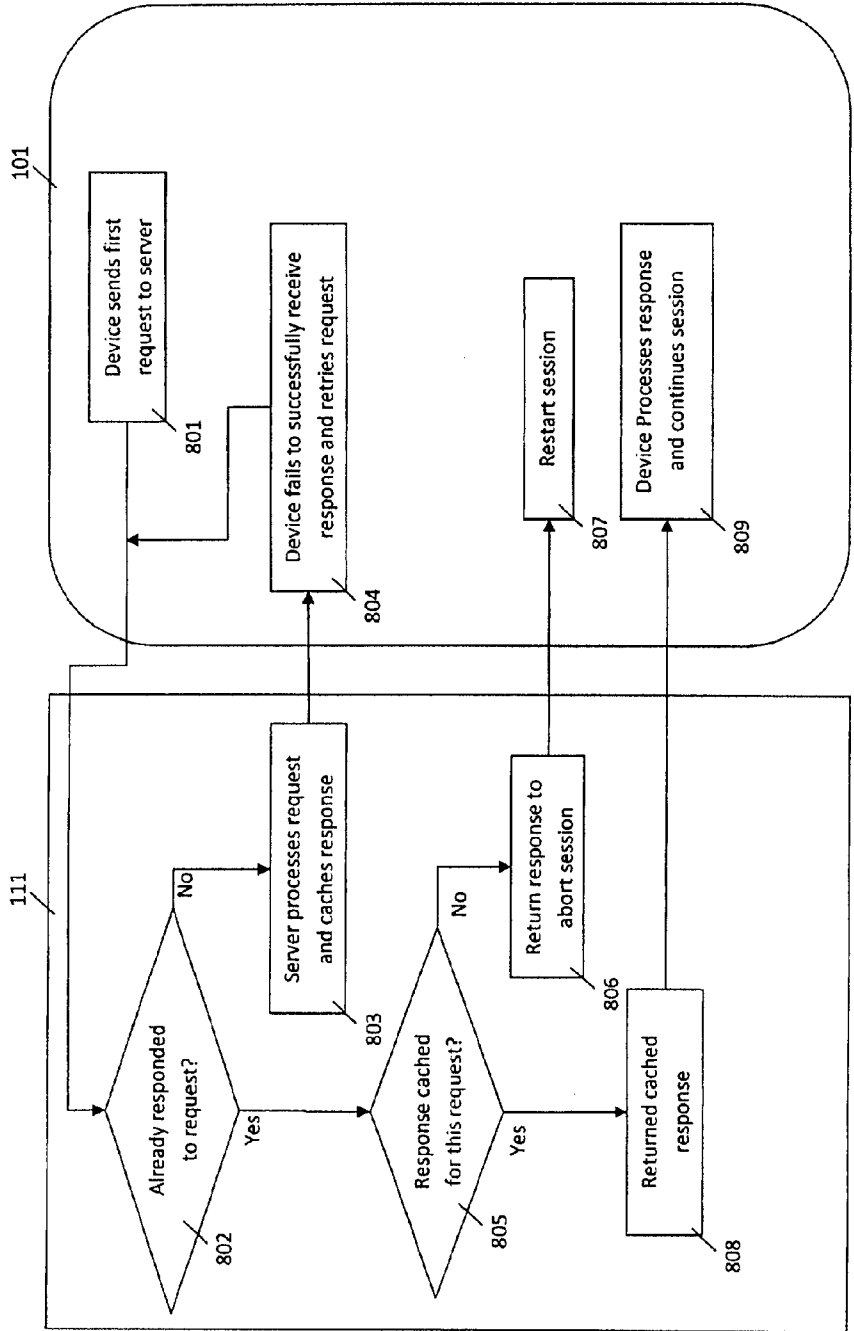 111
101
Device sends first
request to server
801
Already responded
to request?
802
No
Yes
Server processes request
and caches response
803
Device fails to successfully receive
response and retries request
804
Response cached
for this request?
805
No
Yes
Return response to
abort session
806
Restart session
807
Returned cached
response
808
Device Processes response
and continues session
809